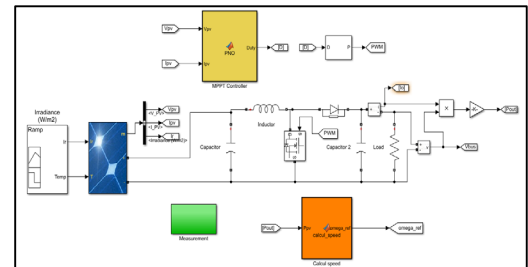 Vpv
Vpv
Ipv
Ipv
PNO
Duty
[D]
[D]
D
P
PWM
MPPT Controller
Irradiance
(W/m2)
Ramp
Ir
Temp
m
Vpv
Ipv
Ir
Inductor
PWM
Capacitor
Capacitor 2
Load
[Pout]
Measurement
[Pout]
Ppv
omega_ref
calcul_speed
omega_ref
Calcul speed